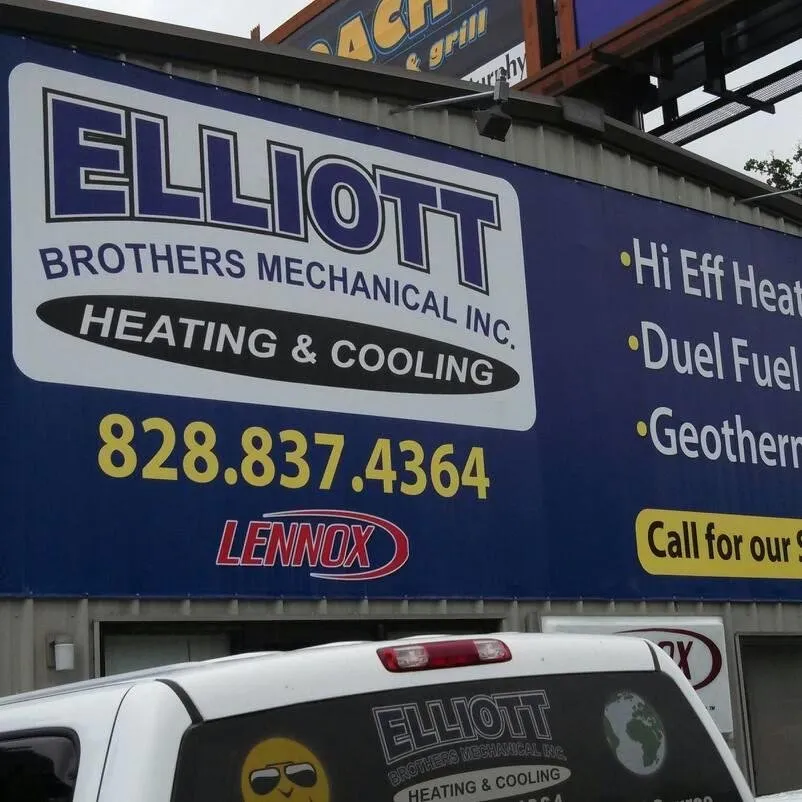 & grill
ELLIOTT
BROTHERS MECHANICAL INC.
HEATING & COOLING
828.837.4364
LENNOX
•Hi Eff Heat
•Duel Fuel
•Geotherm
Call for our
ELLIOTT
BROTHERS MECHANICAL INC.
HEATING & COOLING